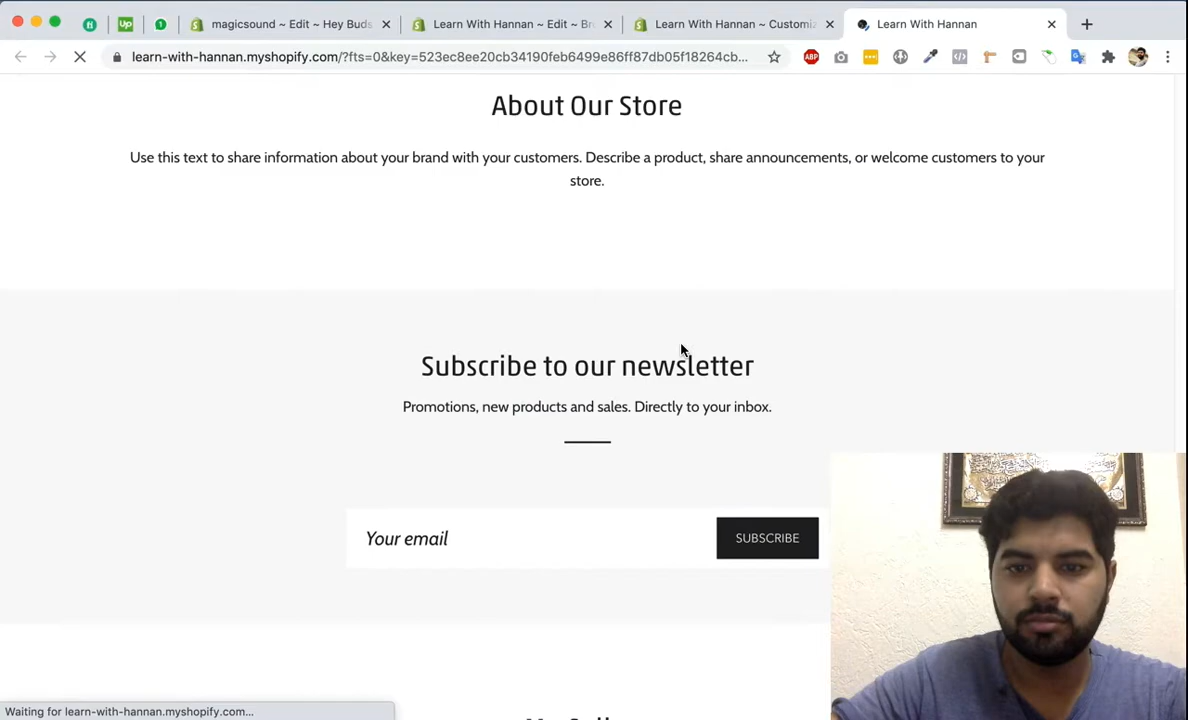 Up
1
magicsound ~ Edit ~ Hey Buds
Learn With Hannan ~ Edit ~ Br
Learn With Hannan ~ Customiz
Learn With Hannan
learn-with-hannan.myshopify.com/?fts=0&key=523ec8ee20cb34190feb6499e86ff87db05f18264cb...
ABP
About Our Store
Use this text to share information about your brand with your customers. Describe a product, share announcements, or welcome customers to your
store.
Subscribe to our newsletter
Promotions, new products and sales. Directly to your inbox.
Your email
SUBSCRIBE
Waiting for learn-with-hannan.myshopify.com...